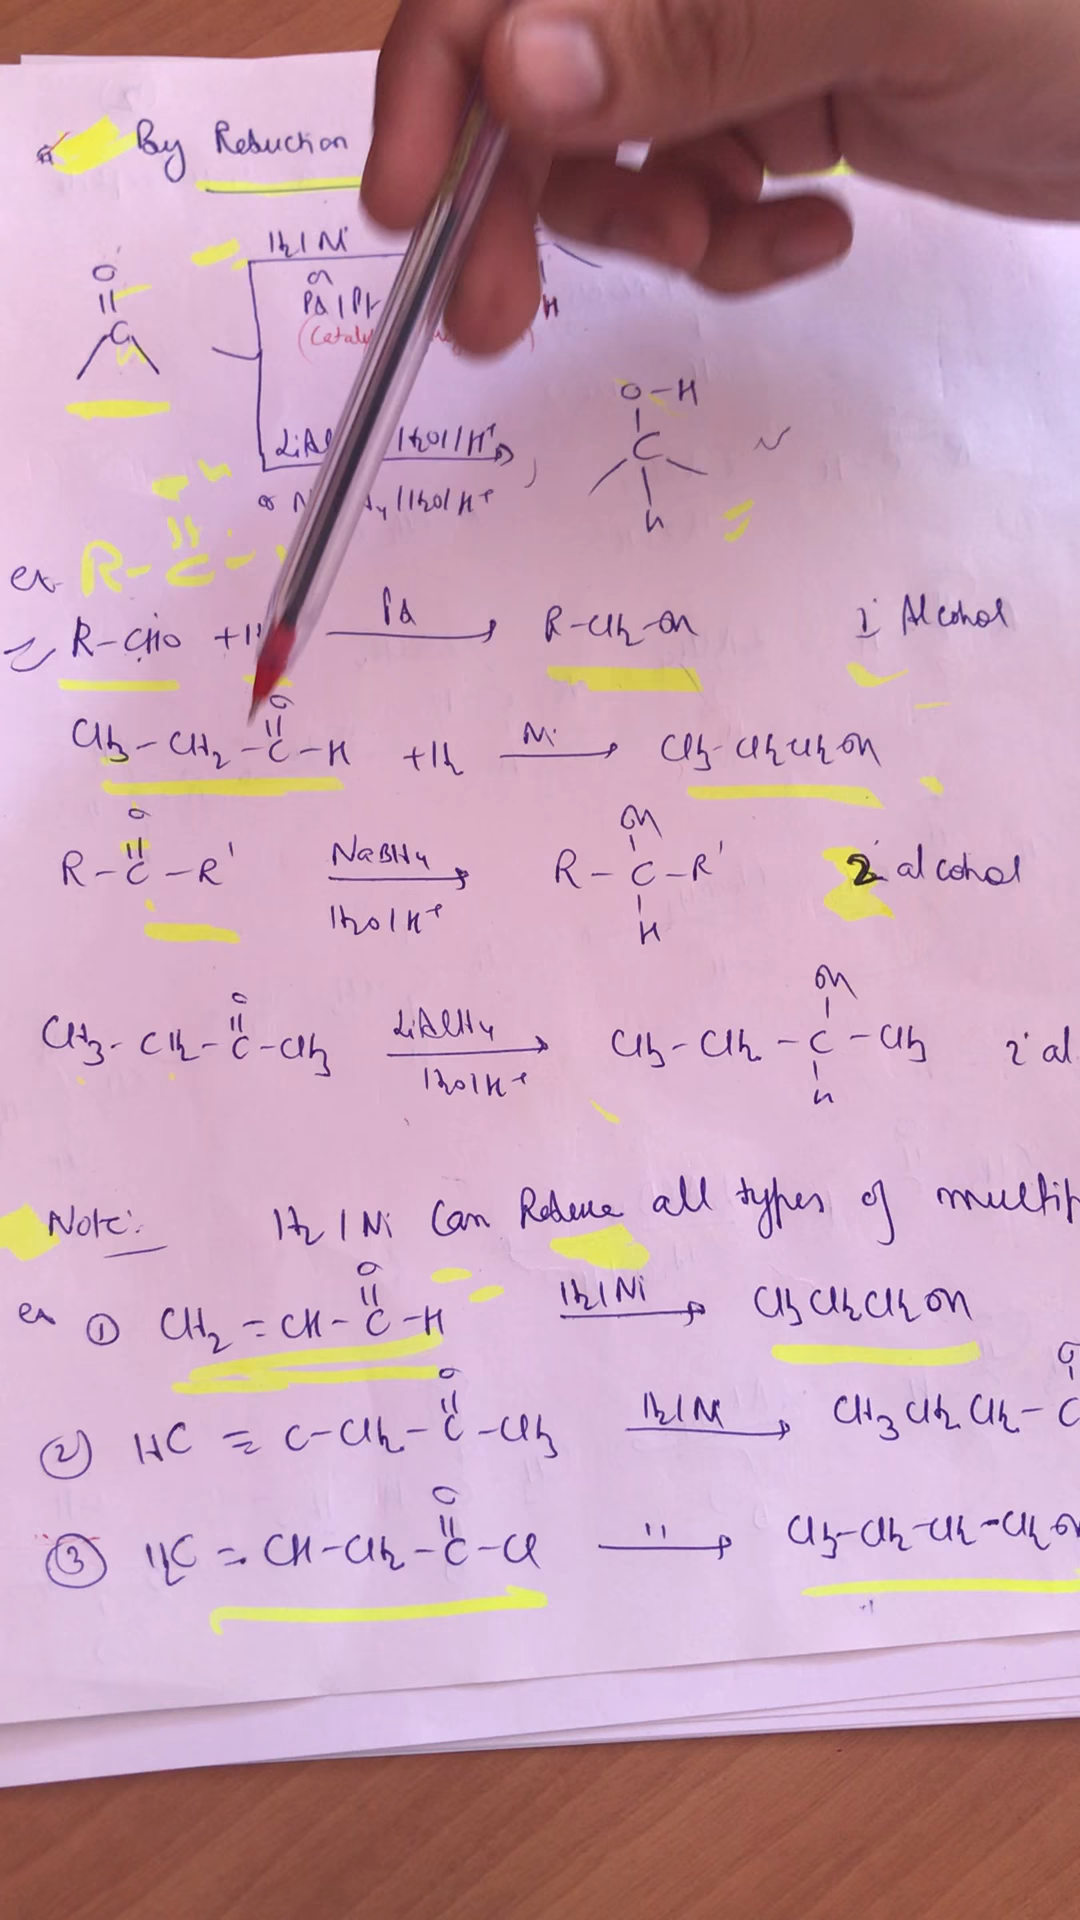 By Reduction
H2/Ni
or
Pd/Pt
O
||
C
H
O-H
C
H
/H2O/H+
or N /H2O/H+
ex- R-C-
R-CHO + Pd → R-CH2-OH 1° Alcohol
O
||
CH3-CH2-C-H +H2 Ni → CH3-CH2CH2OH
O OH
R-C-R' NaBH4 → R-C-R' 2° alcohol
H2O/H+ H
O OH
CH3-CH2-C-CH3 LiAlH4 → CH3-CH2-C-CH3 2° al
H2O/H+ H
Note:- H2/Ni Can Reduce all types of multip
O
ex ① CH2=CH-C-H H2/Ni → CH3CH2CH2OH
O
② HC≡C-CH2-C-CH3 H2/Ni → CH3CH2CH2-C
O
③ H2C=CH-CH2-C-Cl '' → CH3-CH2-CH2-CH2OH